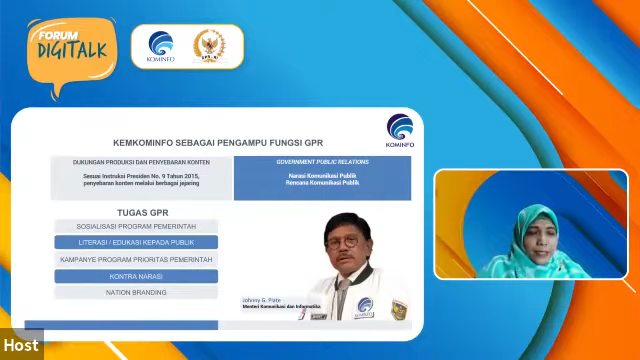 FORUM
DIGITALK
KOMINFO
DPR-RI
KOMINFO
KEMKOMINFO SEBAGAI PENGAMPU FUNGSI GPR
DUKUNGAN PRODUKSI DAN PENYEBARAN KONTEN
Sesuai Instruksi Presiden No. 9 Tahun 2015,
penyebaran konten melalui berbagai jejaring
GOVERNMENT PUBLIC RELATIONS
Narasi Komunikasi Publik
Rencana Komunikasi Publik
TUGAS GPR
SOSIALISASI PROGRAM PEMERINTAH
LITERASI / EDUKASI KEPADA PUBLIK
KAMPANYE PROGRAM PRIORITAS PEMERINTAH
KONTRA NARASI
NATION BRANDING
KOMINFO
Johnny G. Plate
Menteri Komunikasi dan Informatika
Host